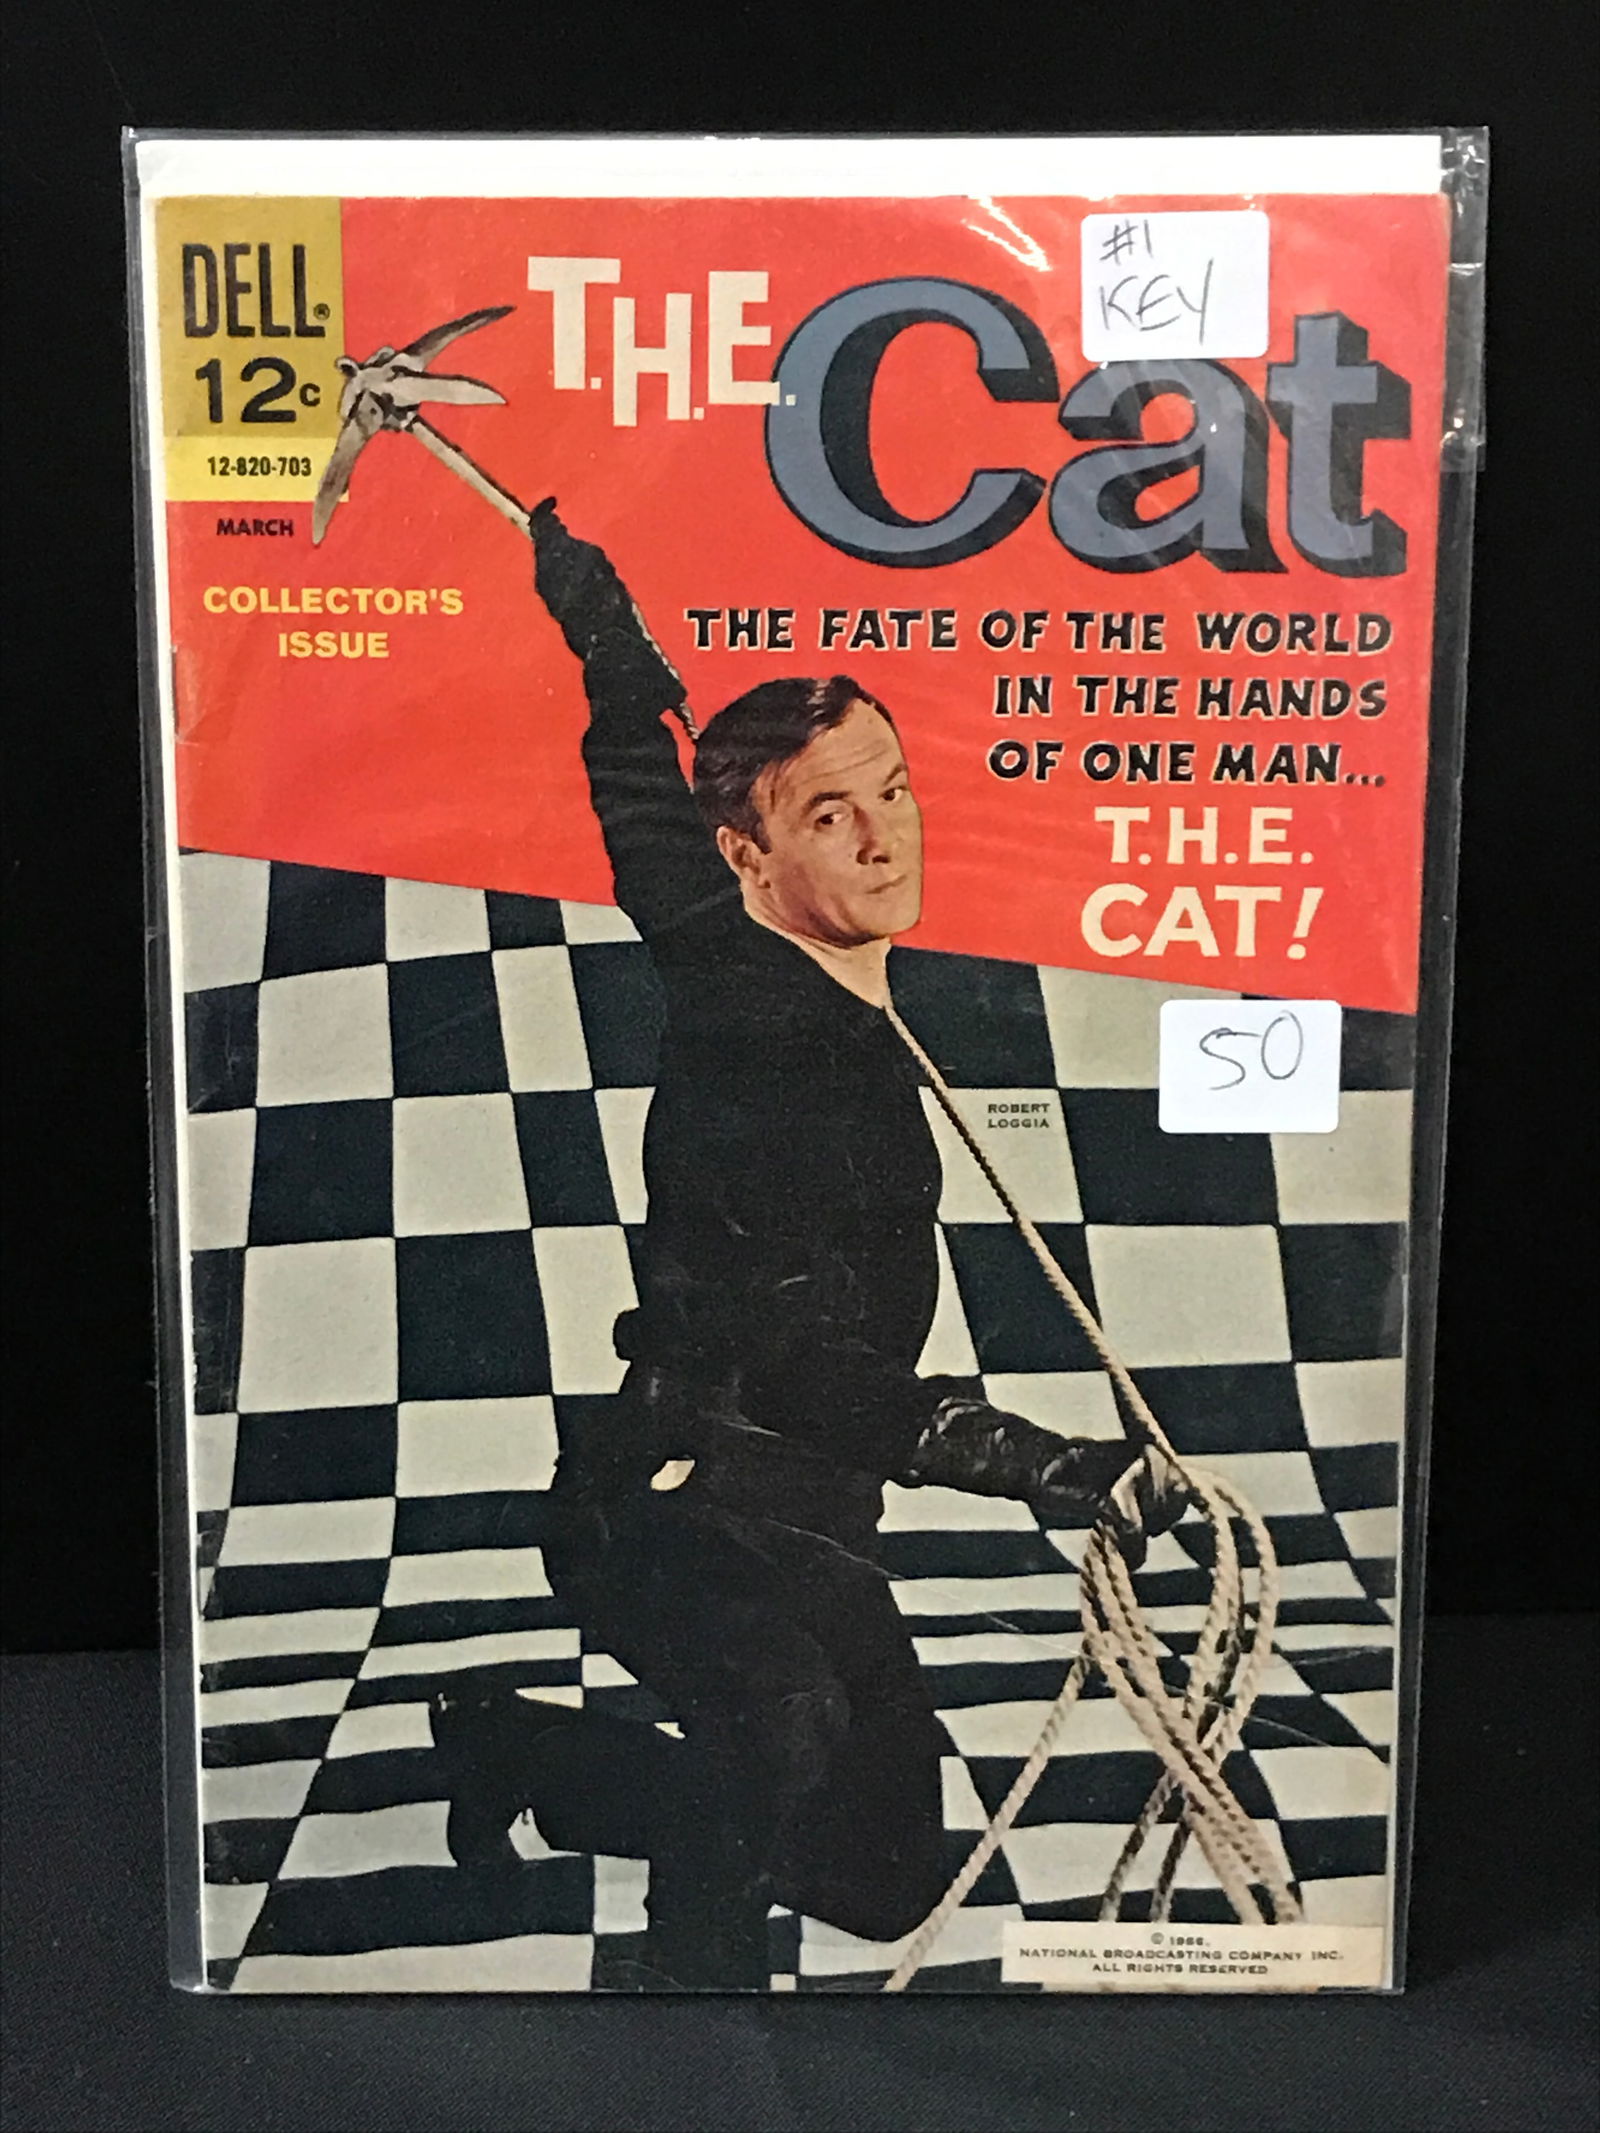 DELL®
12c
12-820-703
MARCH
COLLECTOR'S
ISSUE
T.H.E. Cat
#1
KEY
THE FATE OF THE WORLD
IN THE HANDS
OF ONE MAN...
T.H.E.
CAT!
50
ROBERT
LOGGIA
© 1966.
NATIONAL BROADCASTING COMPANY INC.
ALL RIGHTS RESERVED